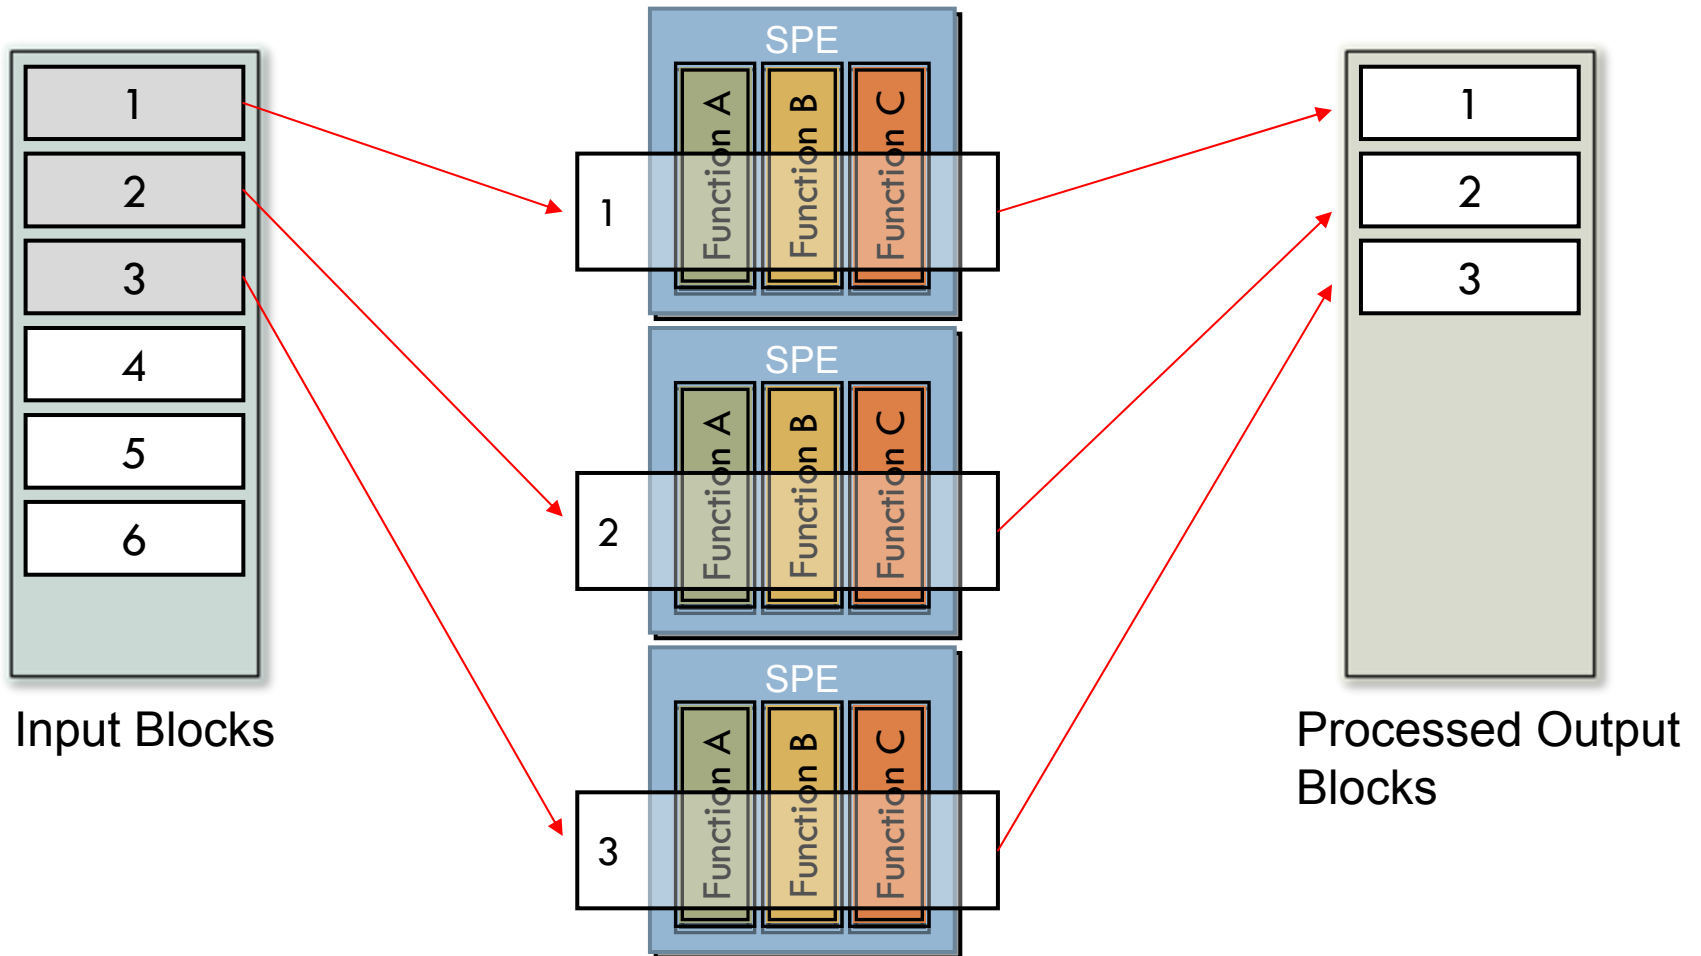 1
2
3
4
5
6
Input Blocks
SPE
Function A
Function B
Function C
1
SPE
Function A
Function B
Function C
2
SPE
Function A
Function B
Function C
3
1
2
3
Processed Output
Blocks